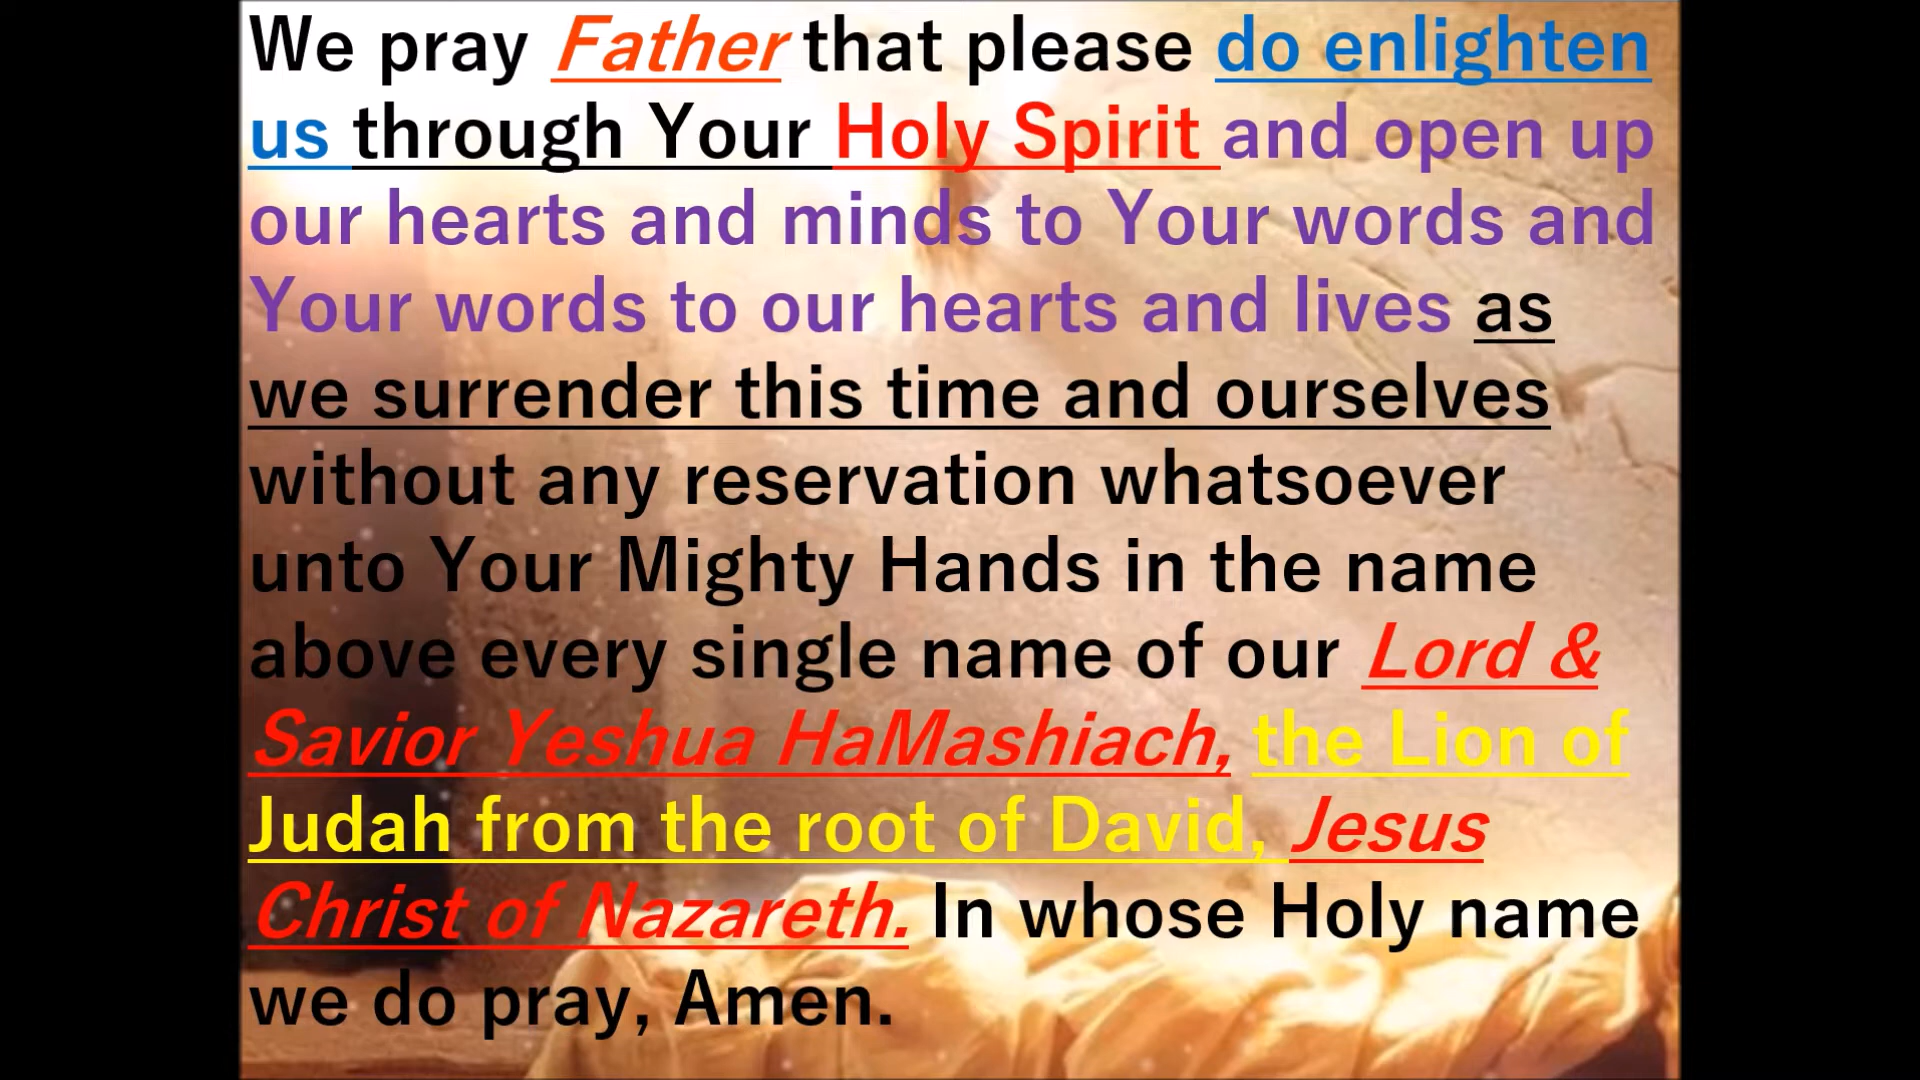 We pray Father that please do enlighten
us through Your Holy Spirit and open up
our hearts and minds to Your words and
Your words to our hearts and lives as
we surrender this time and ourselves
without any reservation whatsoever
unto Your Mighty Hands in the name
above every single name of our Lord &
Savior Yeshua HaMashiach, the Lion of
Judah from the root of David, Jesus
Christ of Nazareth. In whose Holy name
we do pray, Amen.